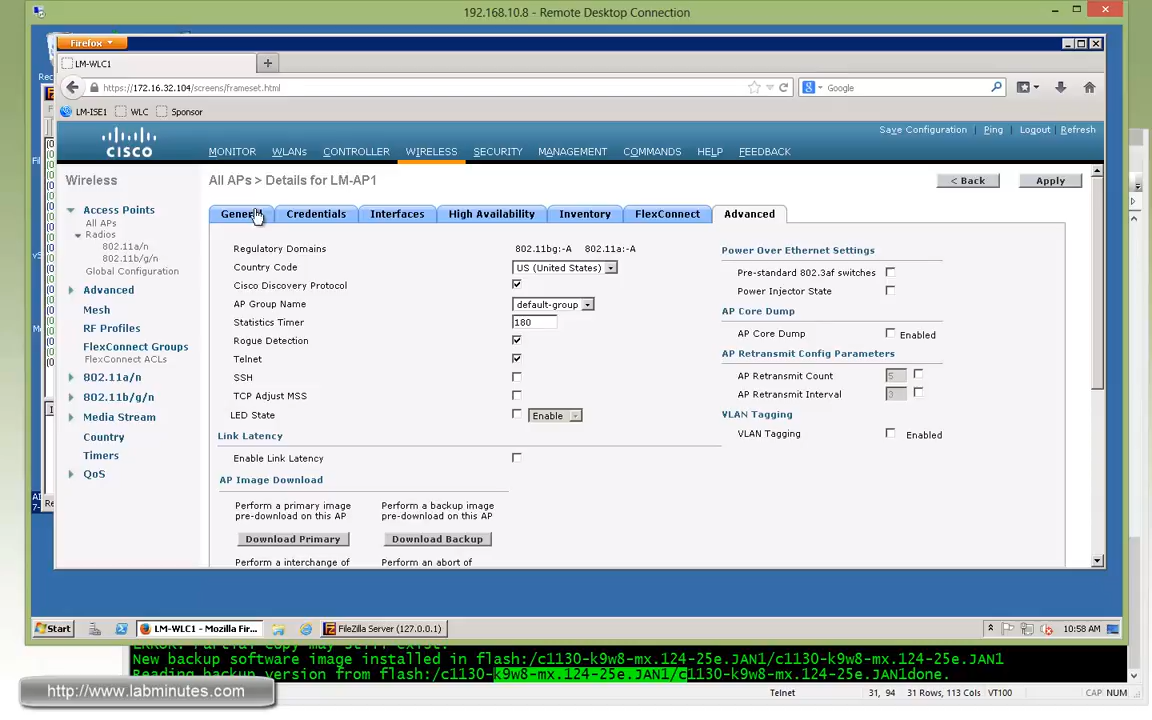 192.168.10.8 - Remote Desktop Connection
Firefox
LM-WLC1
https://172.16.32.104/screens/frameset.html
Google
LM-ISE1 WLC Sponsor
Save Configuration Ping Logout Refresh
CISCO
MONITOR WLANs CONTROLLER WIRELESS SECURITY MANAGEMENT COMMANDS HELP FEEDBACK
Wireless
All APs > Details for LM-AP1
< Back
Apply
Access Points
All APs
Radios
802.11a/n
802.11b/g/n
Global Configuration
Advanced
Mesh
RF Profiles
FlexConnect Groups
FlexConnect ACLs
802.11a/n
802.11b/g/n
Media Stream
Country
Timers
QoS
General Credentials Interfaces High Availability Inventory FlexConnect Advanced
Regulatory Domains 802.11bg:-A 802.11a:-A
Country Code US (United States)
Cisco Discovery Protocol
AP Group Name default-group
Statistics Timer 180
Rogue Detection
Telnet
SSH
TCP Adjust MSS
LED State Enable
Link Latency
Enable Link Latency
AP Image Download
Perform a primary image
pre-download on this AP
Perform a backup image
pre-download on this AP
Download Primary
Download Backup
Perform a interchange of
Perform an abort of
Power Over Ethernet Settings
Pre-standard 802.3af switches
Power Injector State
AP Core Dump
AP Core Dump Enabled
AP Retransmit Config Parameters
AP Retransmit Count 5
AP Retransmit Interval 3
VLAN Tagging
VLAN Tagging Enabled
Start
LM-WLC1 - Mozilla Fir...
FileZilla Server (127.0.0.1)
10:58 AM
New backup software image installed in flash:/c1130-k9w8-mx.124-25e.JAN1/c1130-k9w8-mx.124-25e.JAN1
Reading backup version from flash:/c1130-k9w8-mx.124-25e.JAN1/c1130-k9w8-mx.124-25e.JAN1done.
http://www.labminutes.com
Telnet 31, 94 31 Rows, 113 Cols VT100 CAP NUM